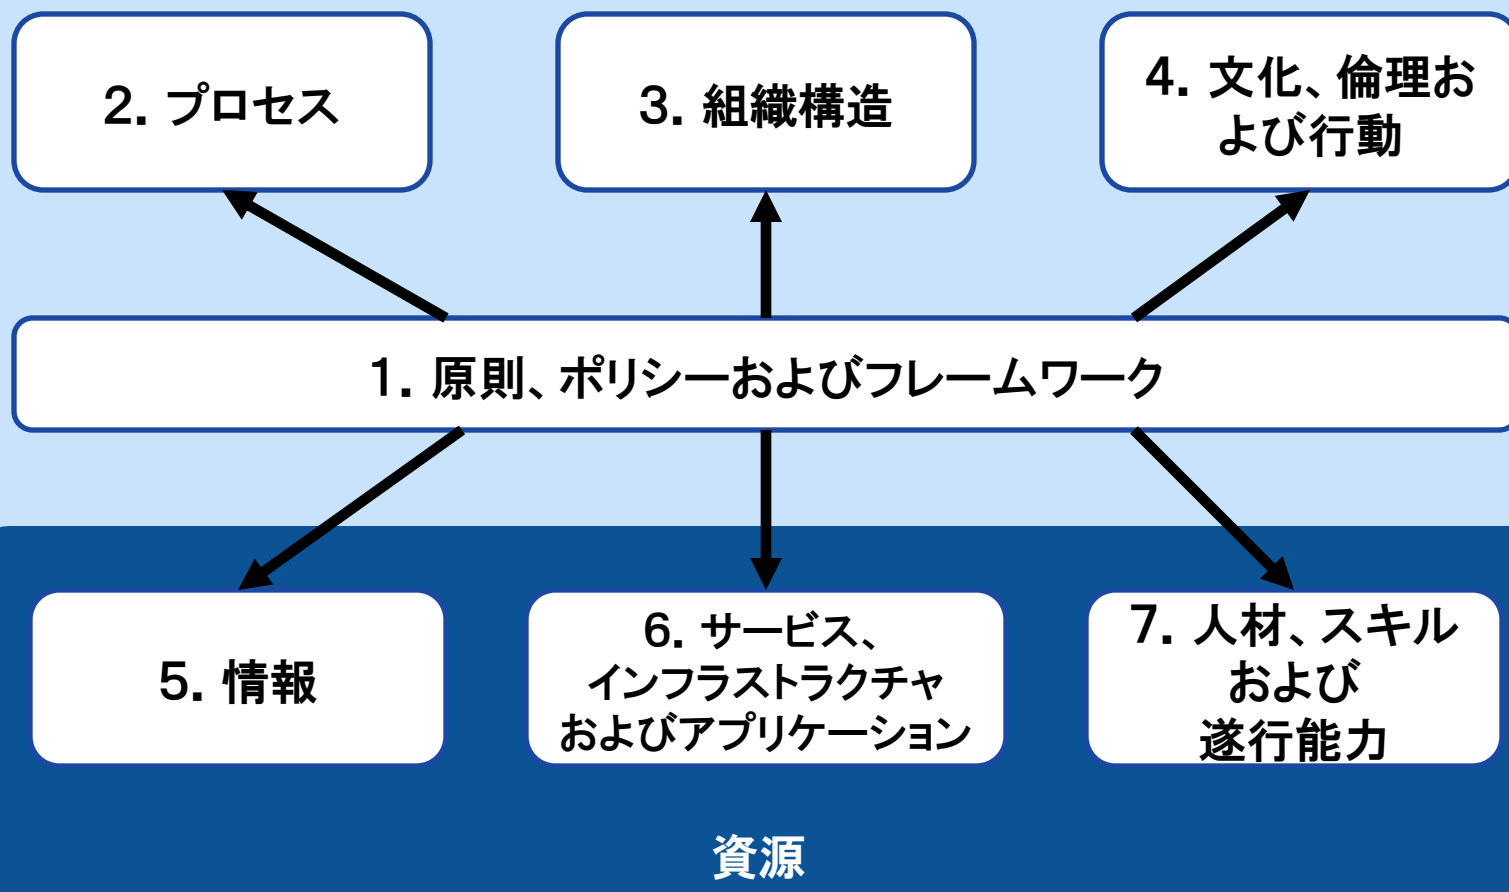 2. プロセス
3. 組織構造
4. 文化、倫理お
よび行動
1. 原則、ポリシーおよびフレームワーク
5. 情報
6. サービス、
インフラストラクチャ
およびアプリケーション
7. 人材、スキル
および
遂行能力
資源